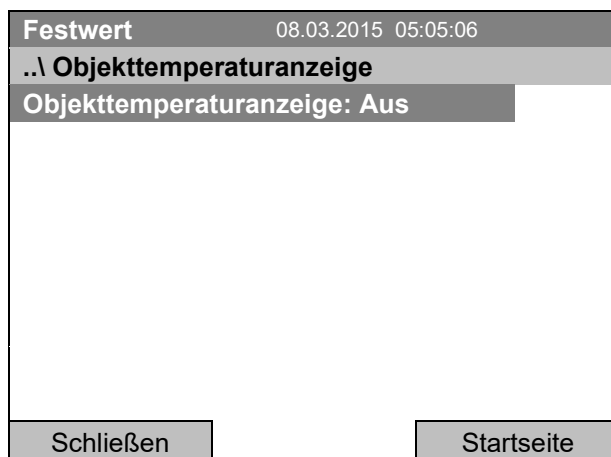 Festwert 08.03.2015 05:05:06
..\ Objekttemperaturanzeige
Objekttemperaturanzeige: Aus
Schließen Startseite